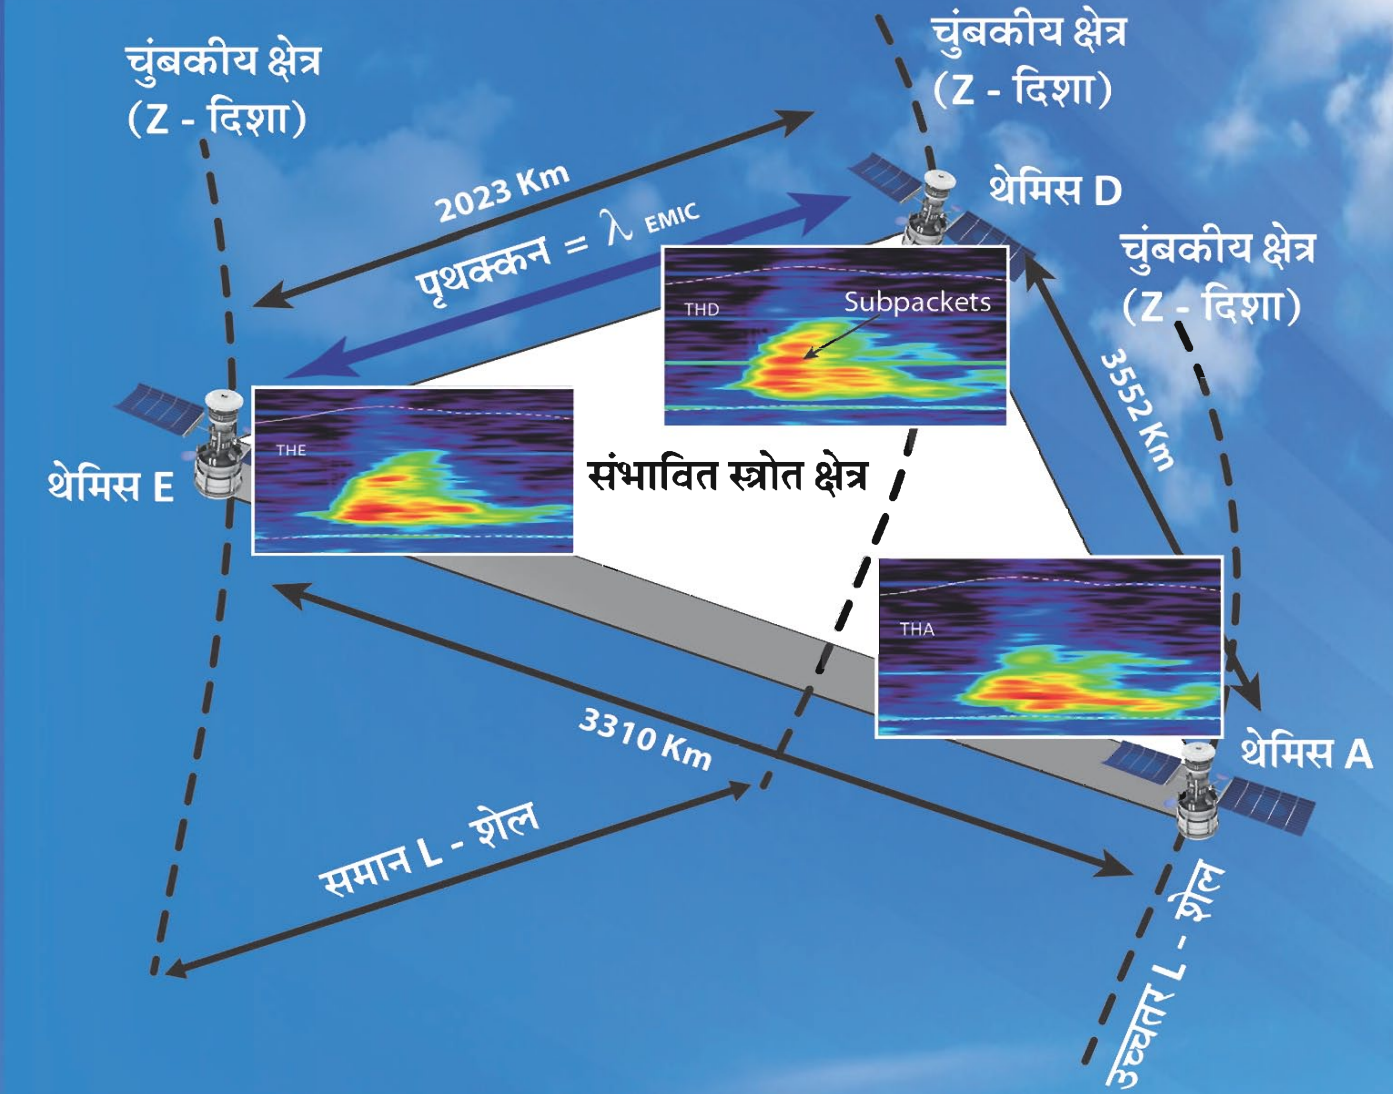 चुंबकीय क्षेत्र
(Z - दिशा)
चुंबकीय क्षेत्र
(Z - दिशा)
2023 Km
थेमिस D
पृथक्कन = λ EMIC
चुंबकीय क्षेत्र
(Z - दिशा)
THD
Subpackets
3552 Km
THE
संभावित स्त्रोत क्षेत्र
थेमिस E
THA
3310 Km
थेमिस A
समान L - शेल
उच्चतर L - शेल